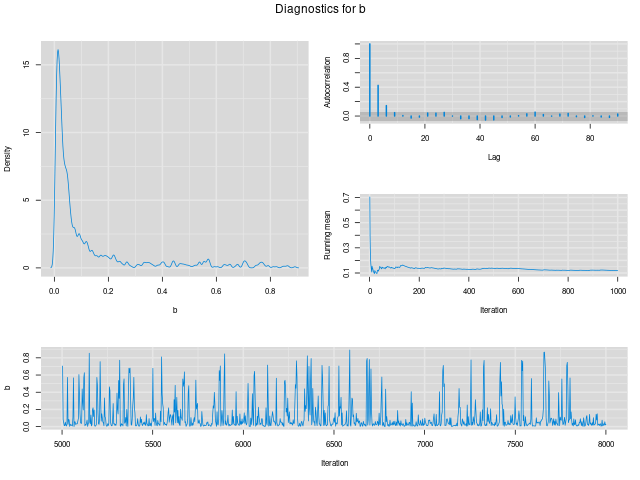 Diagnostics for b
Density
0 5 10 15
0.0 0.2 0.4 0.6 0.8
b
Autocorrelation
0.0 0.4 0.8
0 20 40 60 80
Lag
Running mean
0.1 0.3 0.5 0.7
0 200 400 600 800 1000
Iteration
b
0.0 0.2 0.4 0.6 0.8
5000 5500 6000 6500 7000 7500 8000
Iteration